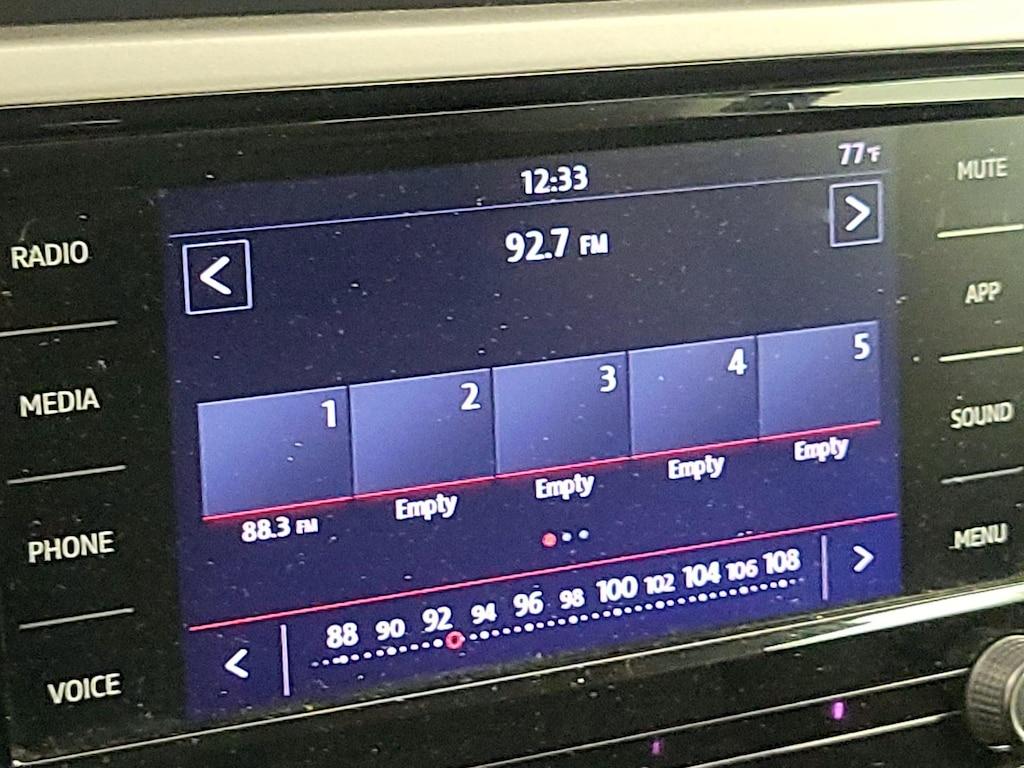 77°F
12:33
92.7 FM
RADIO
MEDIA
PHONE
VOICE
1 2 3 4 5
88.3 FM Empty Empty Empty Empty
88 90 92 94 96 98 100 102 104 106 108
MUTE
APP
SOUND
MENU